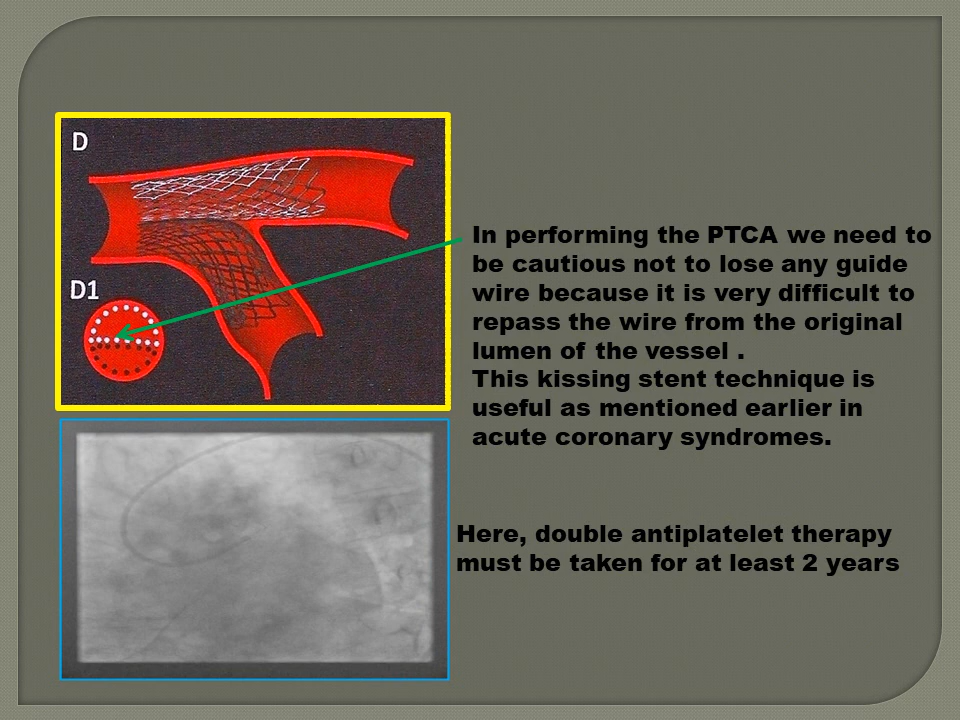 D
D1
In performing the PTCA we need to
be cautious not to lose any guide
wire because it is very difficult to
repass the wire from the original
lumen of the vessel .
This kissing stent technique is
useful as mentioned earlier in
acute coronary syndromes.
Here, double antiplatelet therapy
must be taken for at least 2 years